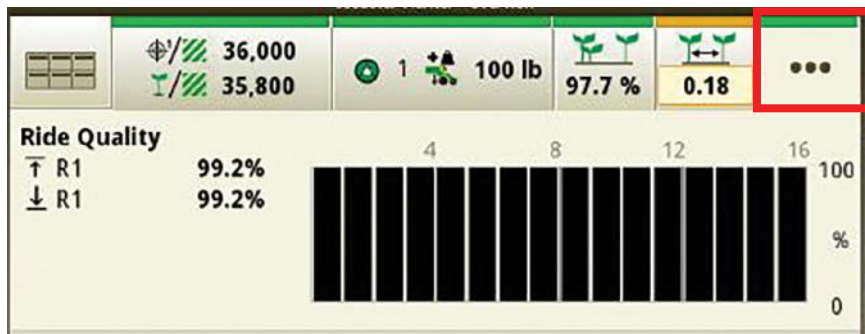 36,000
35,800
1
100 lb
97.7 %
0.18
Ride Quality
R1 99.2%
R1 99.2%
4 8 12 16
100
%
0